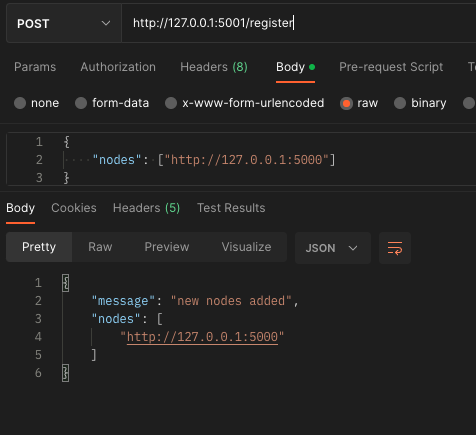 POST http://127.0.0.1:5001/register
Params Authorization Headers (8) Body Pre-request Script
none form-data x-www-form-urlencoded raw binary
1 {
2 "nodes": ["http://127.0.0.1:5000"]
3 }
Body Cookies Headers (5) Test Results
Pretty Raw Preview Visualize JSON
1 {
2 "message": "new nodes added",
3 "nodes": [
4 "http://127.0.0.1:5000"
5 ]
6 }